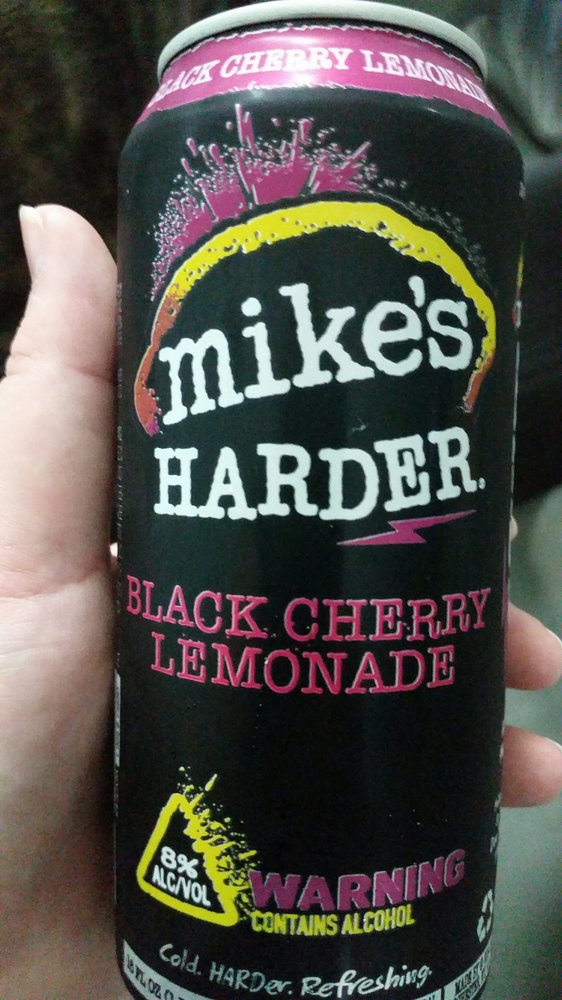 BLACK CHERRY LEMONADE
mike's
HARDER.
BLACK CHERRY
LEMONADE
8%
ALC/VOL
WARNING
CONTAINS ALCOHOL
Cold. HARDer. Refreshing.